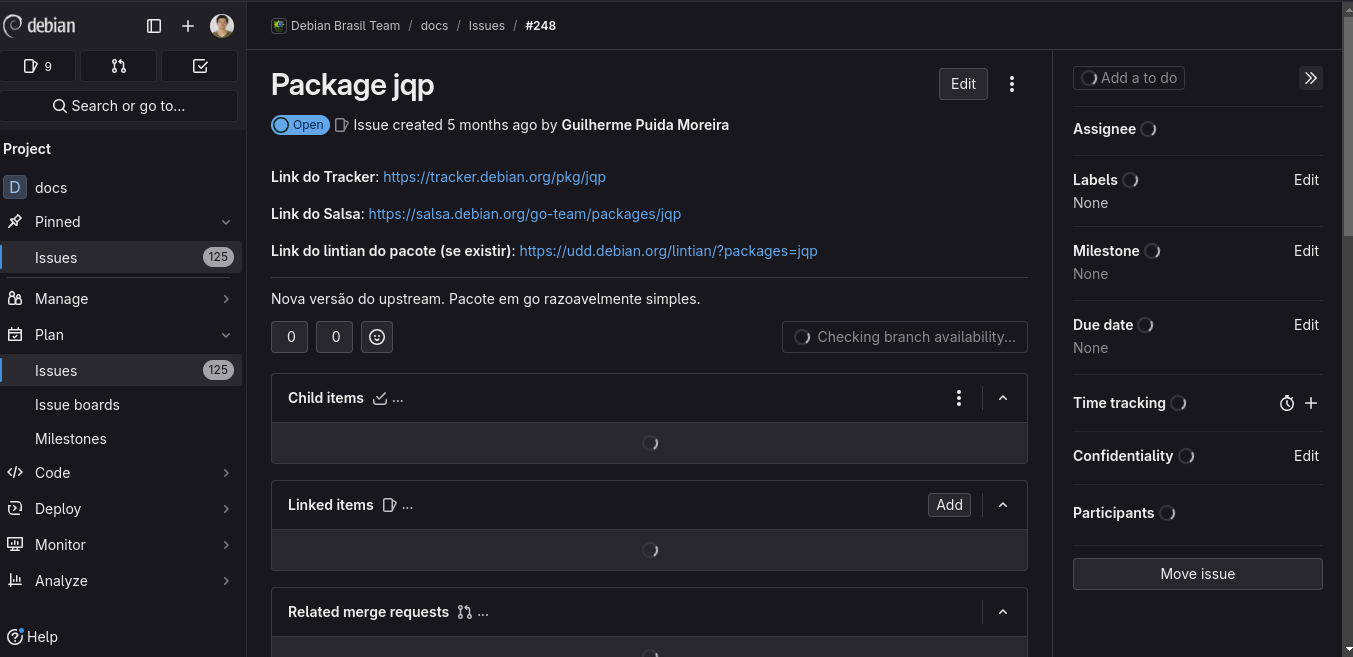 debian
9
Search or go to...
Project
D docs
Pinned
Issues 125
Manage
Plan
Issues 125
Issue boards
Milestones
Code
Deploy
Monitor
Analyze
Help
Debian Brasil Team / docs / Issues / #248
Package jqp
Edit
Open Issue created 5 months ago by Guilherme Puida Moreira
Link do Tracker: https://tracker.debian.org/pkg/jqp
Link do Salsa: https://salsa.debian.org/go-team/packages/jqp
Link do lintian do pacote (se existir): https://udd.debian.org/lintian/?packages=jqp
Nova versão do upstream. Pacote em go razoavelmente simples.
0 0 Checking branch availability...
Child items ...
Linked items ... Add
Related merge requests ...
Add a to do
Assignee
Labels Edit
None
Milestone Edit
None
Due date Edit
None
Time tracking
Confidentiality Edit
Participants
Move issue